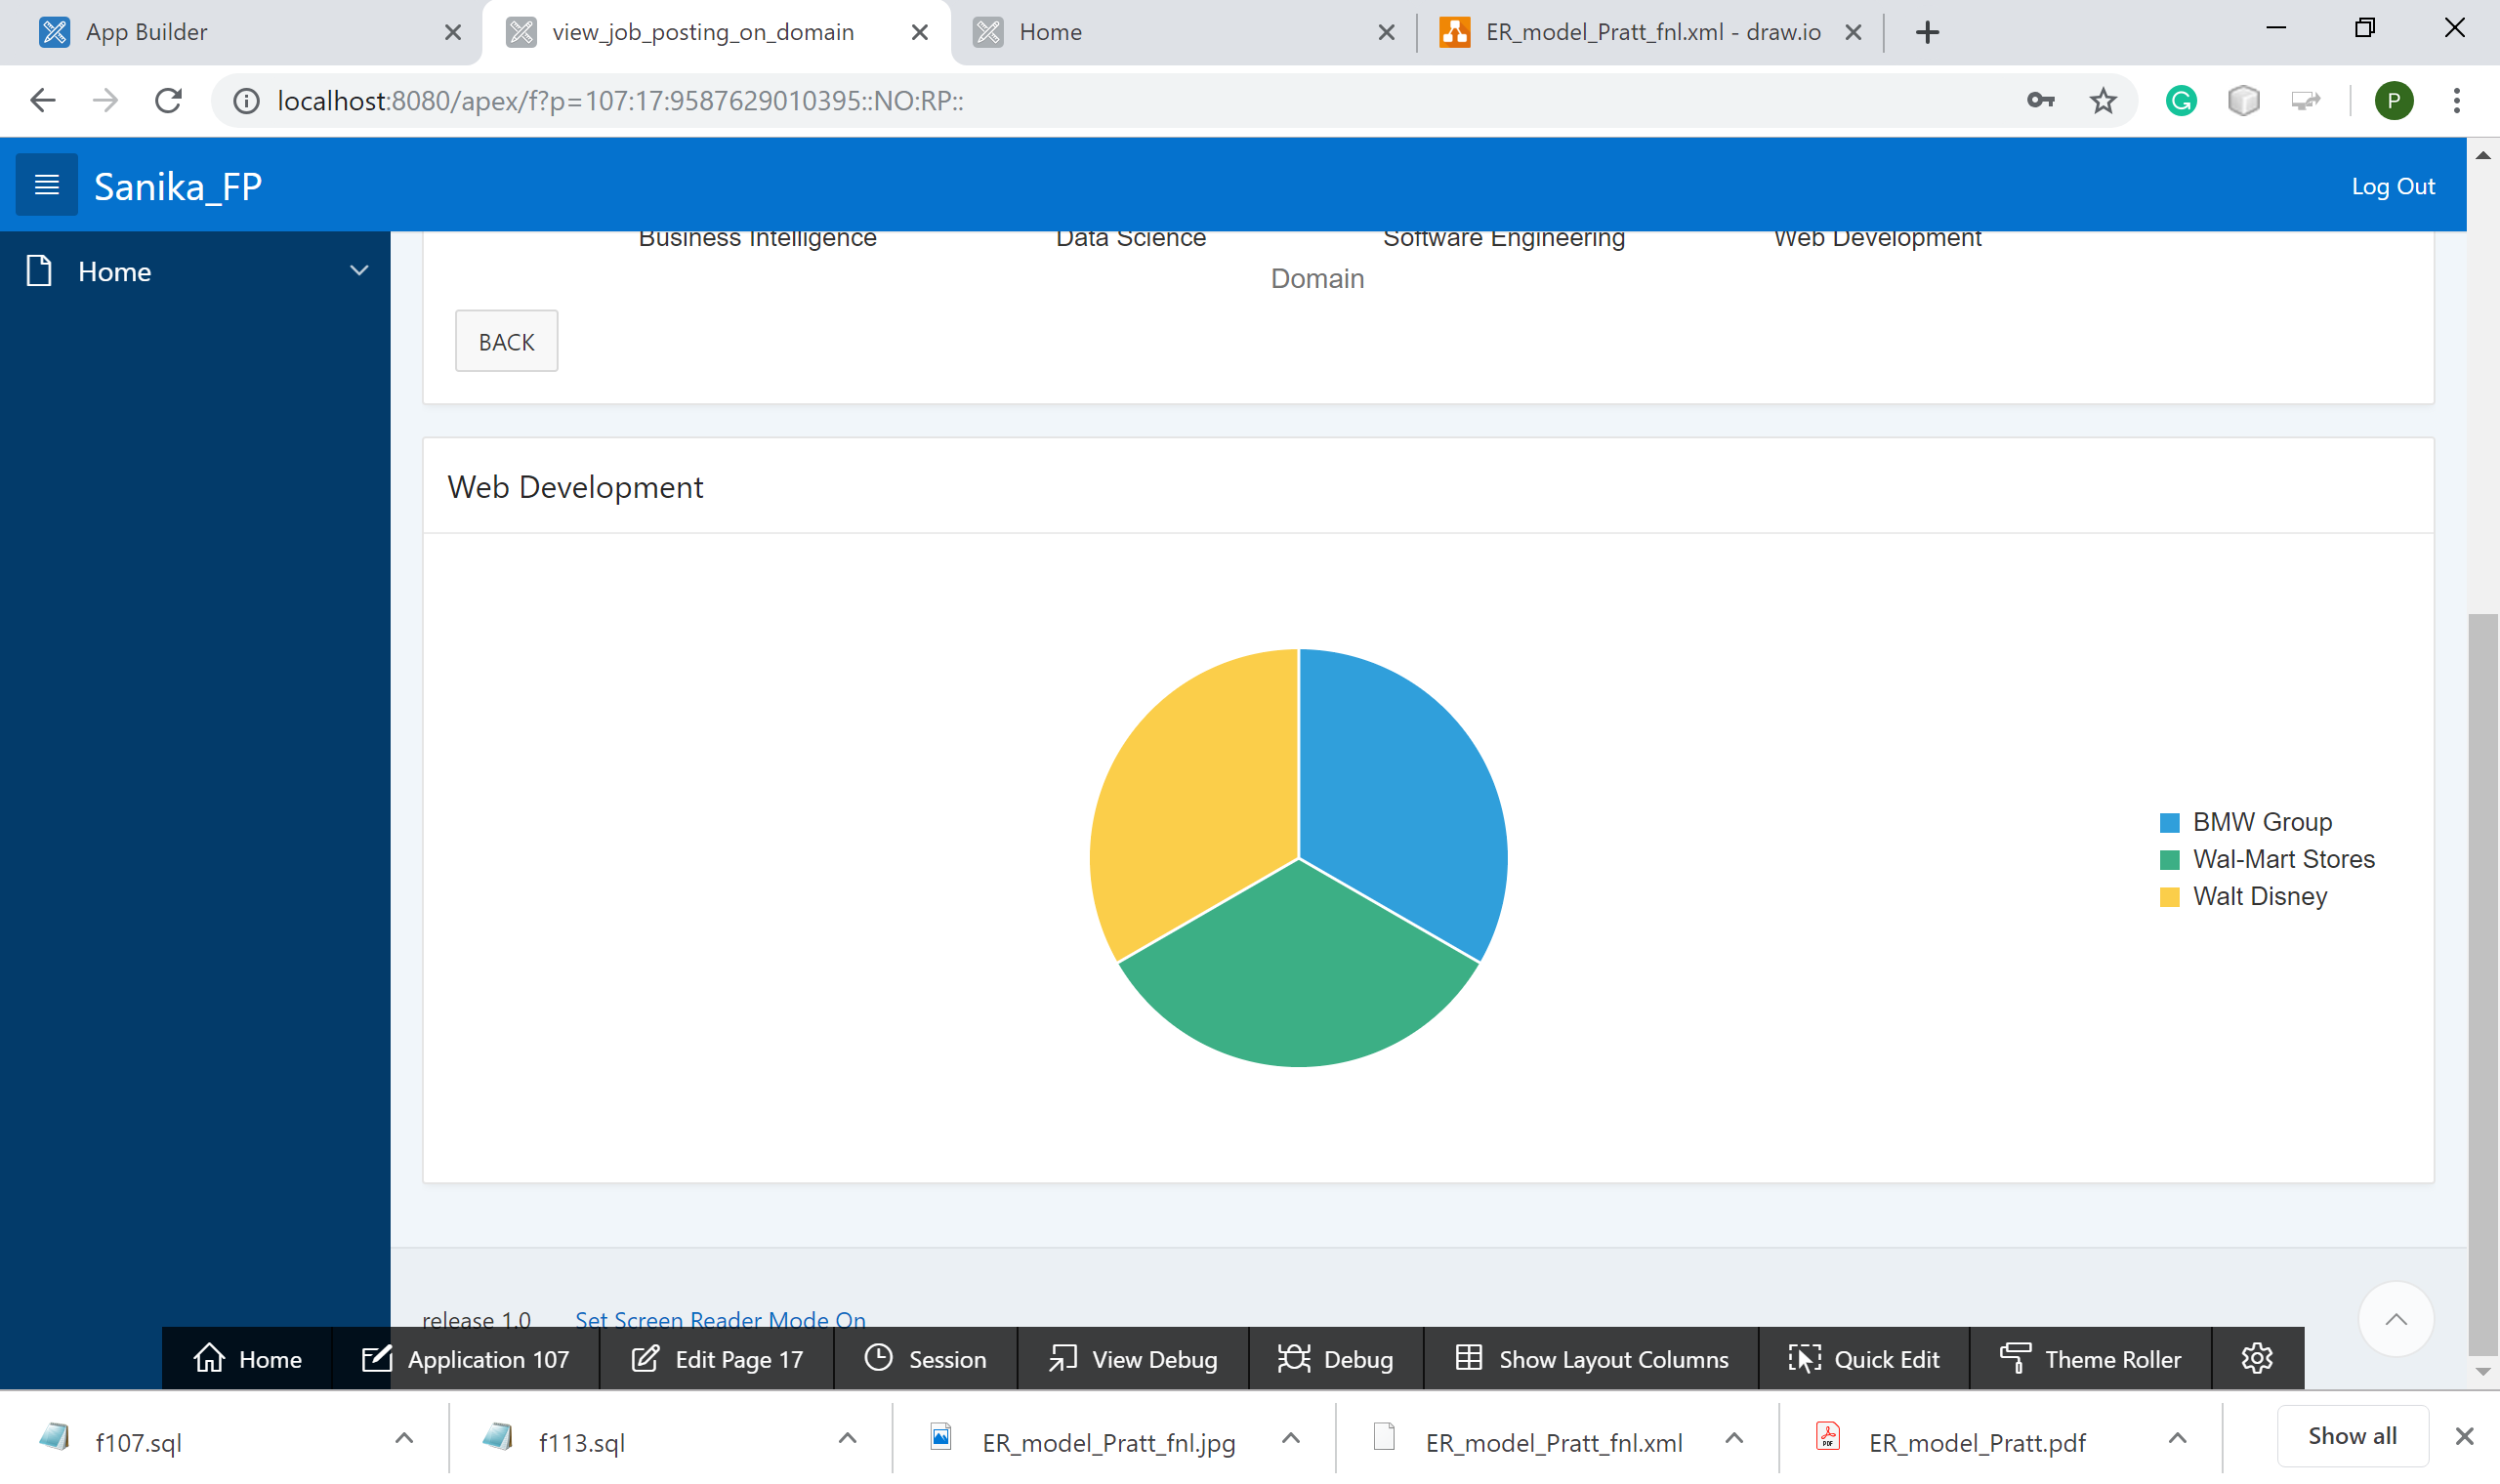 App Builder
view_job_posting_on_domain
Home
ER_model_Pratt_fnl.xml - draw.io
localhost:8080/apex/f?p=107:17:9587629010395::NO:RP::
P
Sanika_FP
Log Out
Home
Business Intelligence
Data Science
Software Engineering
Web Development
Domain
BACK
Web Development
BMW Group
Wal-Mart Stores
Walt Disney
release 1.0
Set Screen Reader Mode On
Home
Application 107
Edit Page 17
Session
View Debug
Debug
Show Layout Columns
Quick Edit
Theme Roller
f107.sql
f113.sql
ER_model_Pratt_fnl.jpg
ER_model_Pratt_fnl.xml
PDF
ER_model_Pratt.pdf
Show all